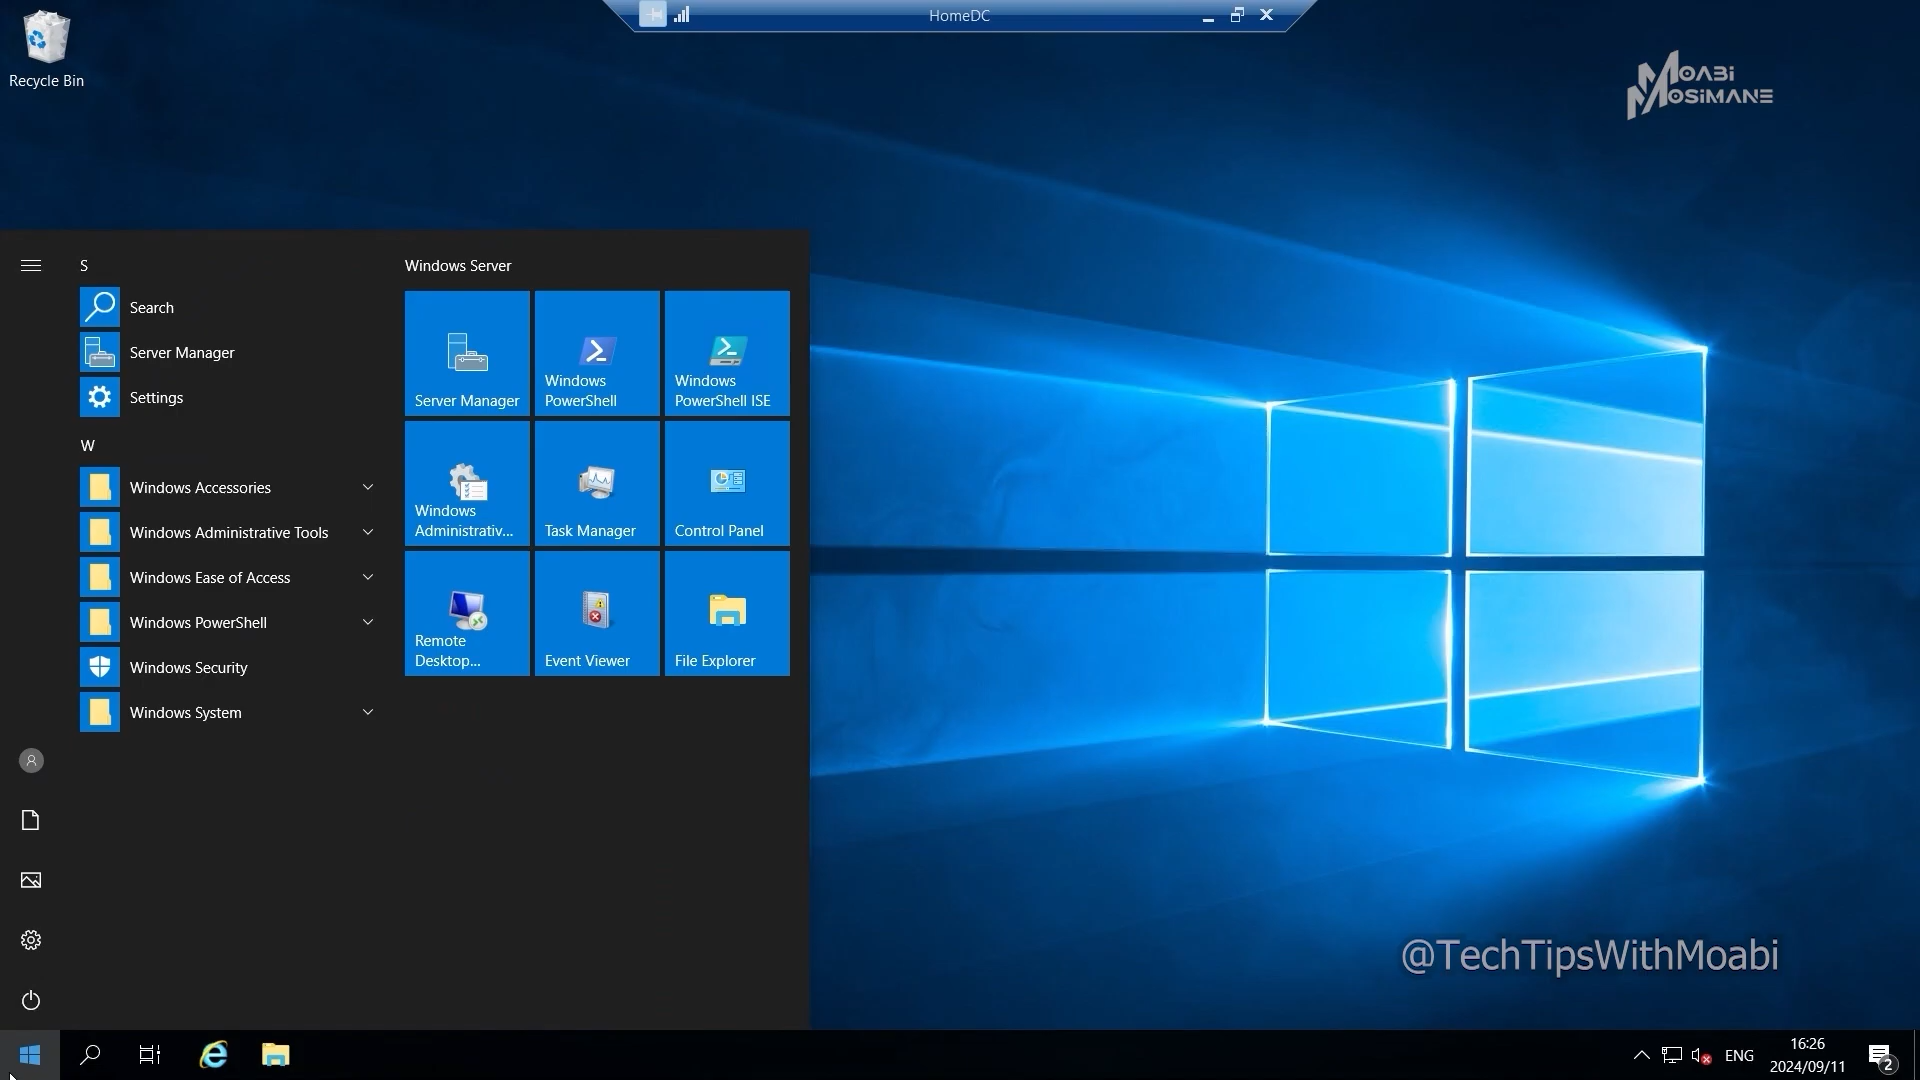 HomeDC
Recycle Bin
MOABI
MOSIMANE
S
Search
Server Manager
Settings
W
Windows Accessories
Windows Administrative Tools
Windows Ease of Access
Windows PowerShell
Windows Security
Windows System
Windows Server
Server Manager
Windows
PowerShell
Windows
PowerShell ISE
Windows
Administrativ...
Task Manager
Control Panel
Remote
Desktop...
Event Viewer
File Explorer
@TechTipsWithMoabi
ENG
16:26
2024/09/11
2